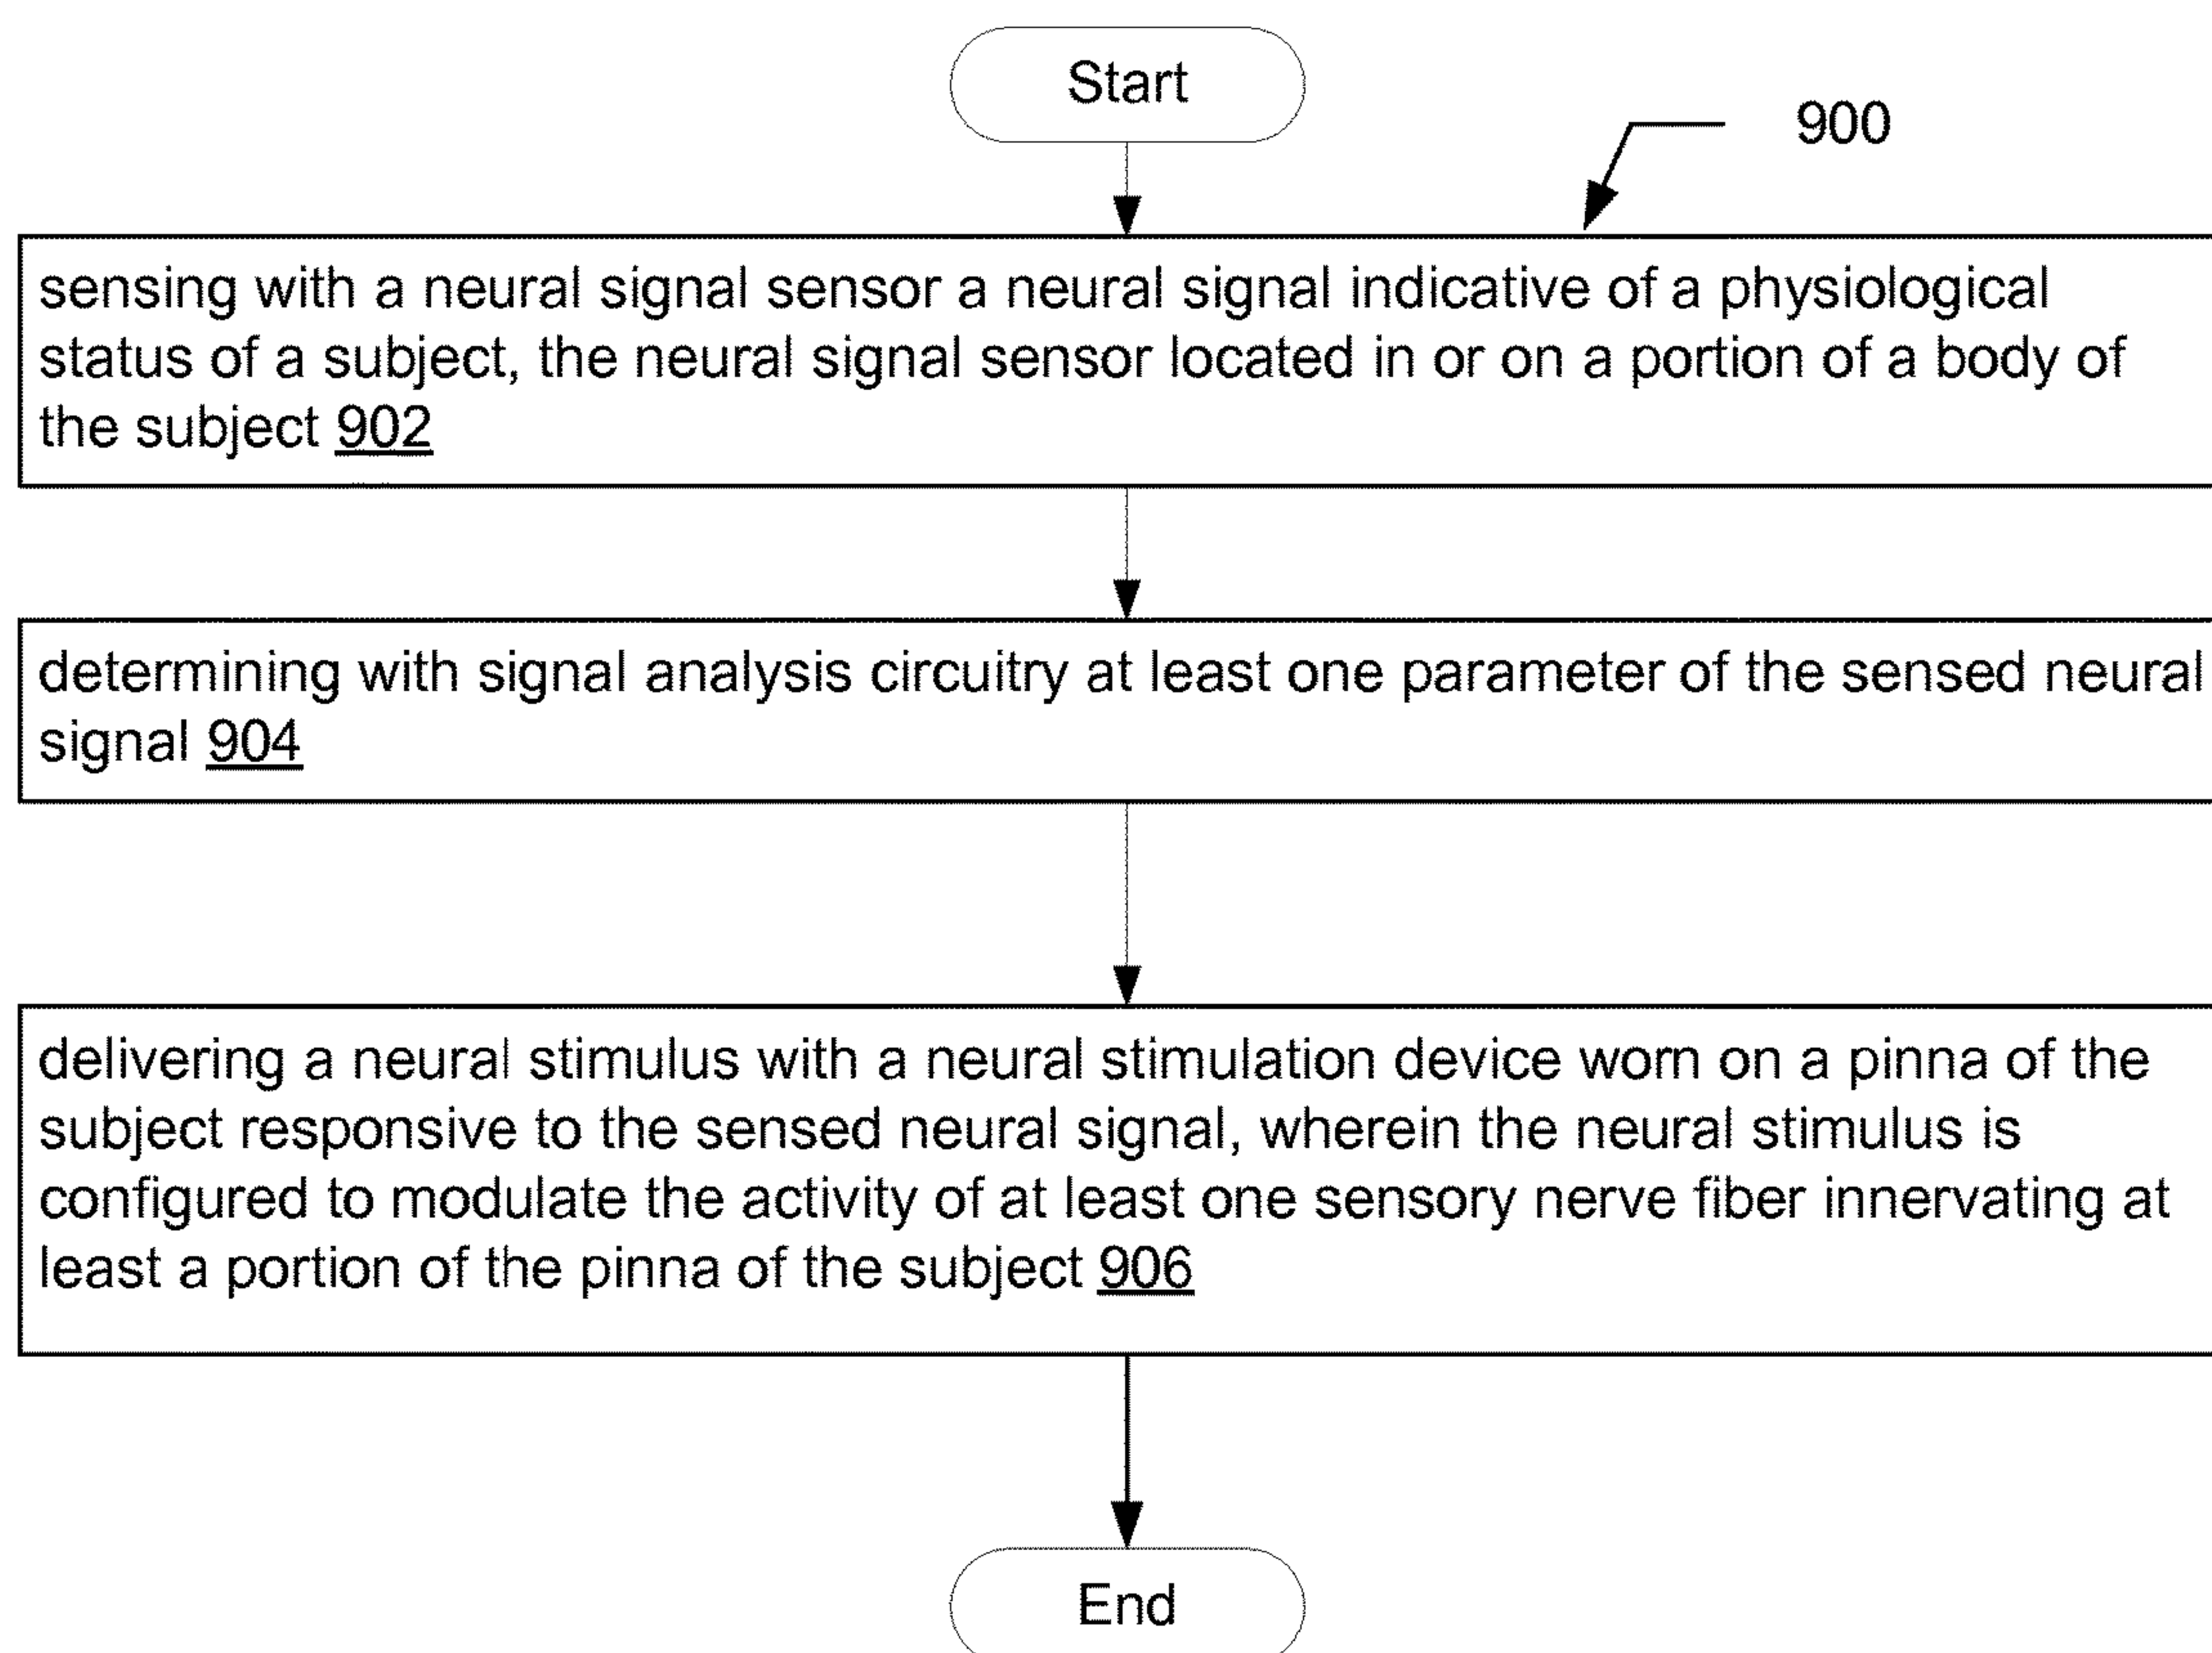 Start
900
sensing with a neural signal sensor a neural signal indicative of a physiological
status of a subject, the neural signal sensor located in or on a portion of a body of
the subject 902
determining with signal analysis circuitry at least one parameter of the sensed neural
signal 904
delivering a neural stimulus with a neural stimulation device worn on a pinna of the
subject responsive to the sensed neural signal, wherein the neural stimulus is
configured to modulate the activity of at least one sensory nerve fiber innervating at
least a portion of the pinna of the subject 906
End